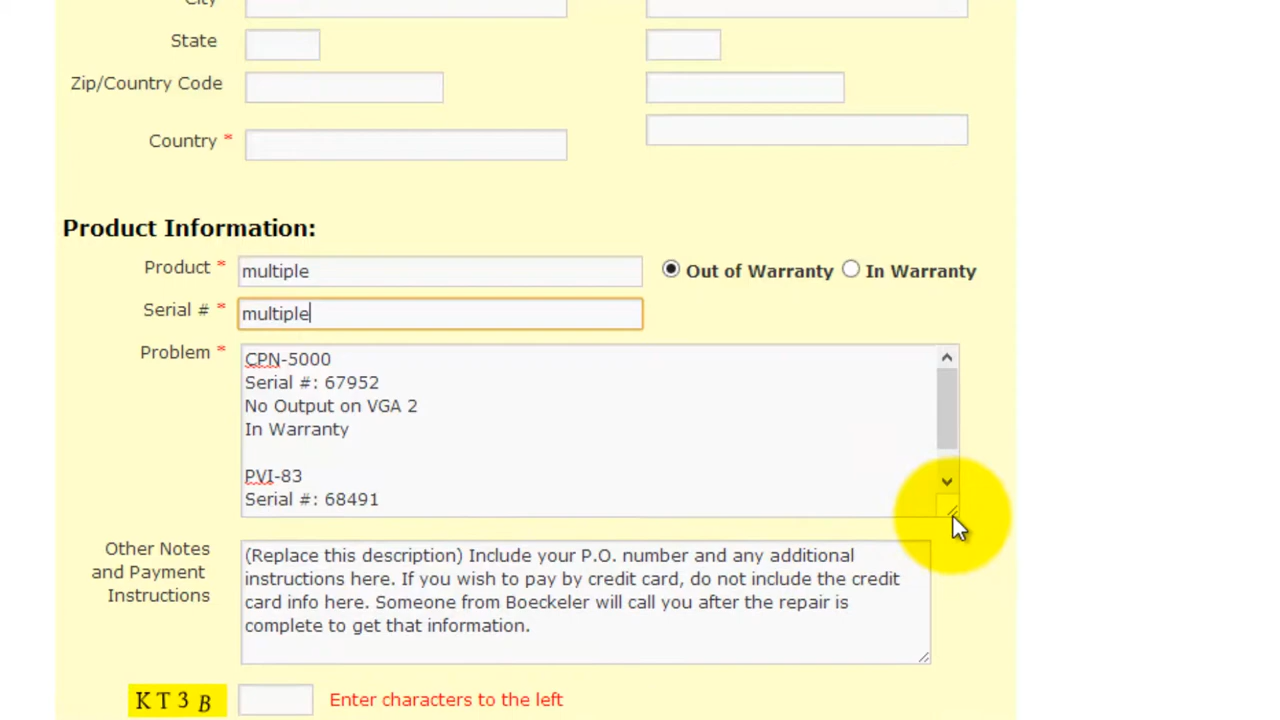 City
State
Zip/Country Code
Country *
Product Information:
Product * multiple Out of Warranty In Warranty
Serial # * multiple
Problem *
CPN-5000
Serial #: 67952
No Output on VGA 2
In Warranty
PVI-83
Serial #: 68491
Other Notes
and Payment
Instructions
(Replace this description) Include your P.O. number and any additional
instructions here. If you wish to pay by credit card, do not include the credit
card info here. Someone from Boeckeler will call you after the repair is
complete to get that information.
KT3B Enter characters to the left